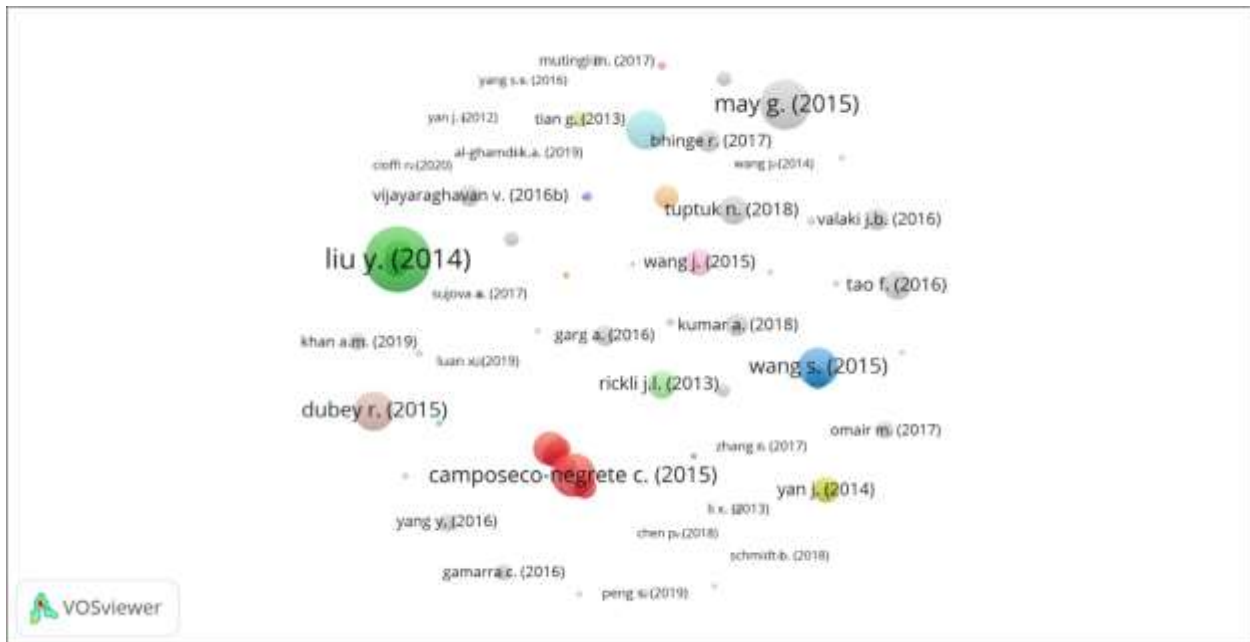 mutingi m. (2017)
yang s.s. (2016)
may g. (2015)
yan j. (2012)
tian g. (2013)
bhinge r. (2017)
al-ghamdi k.a. (2019)
cioffi r. (2020)
wang p. (2014)
vijayaraghavan v. (2016b)
tuptuk n. (2018)
valaki j.b. (2016)
liu y. (2014)
wang j. (2015)
tao f. (2016)
sujova a. (2017)
khan a.m. (2019)
garg a. (2016)
kumar a. (2018)
luan x. (2019)
wang s. (2015)
rickli j.l. (2013)
dubey r. (2015)
omair m. (2017)
(2017)
camposeco-negrete c. (2015)
yan j. (2014)
li x. (2013)
yang y. (2016)
chen p. (2018)
schmidt b. (2018)
gamarra c. (2016)
peng s. (2019)
VOSviewer